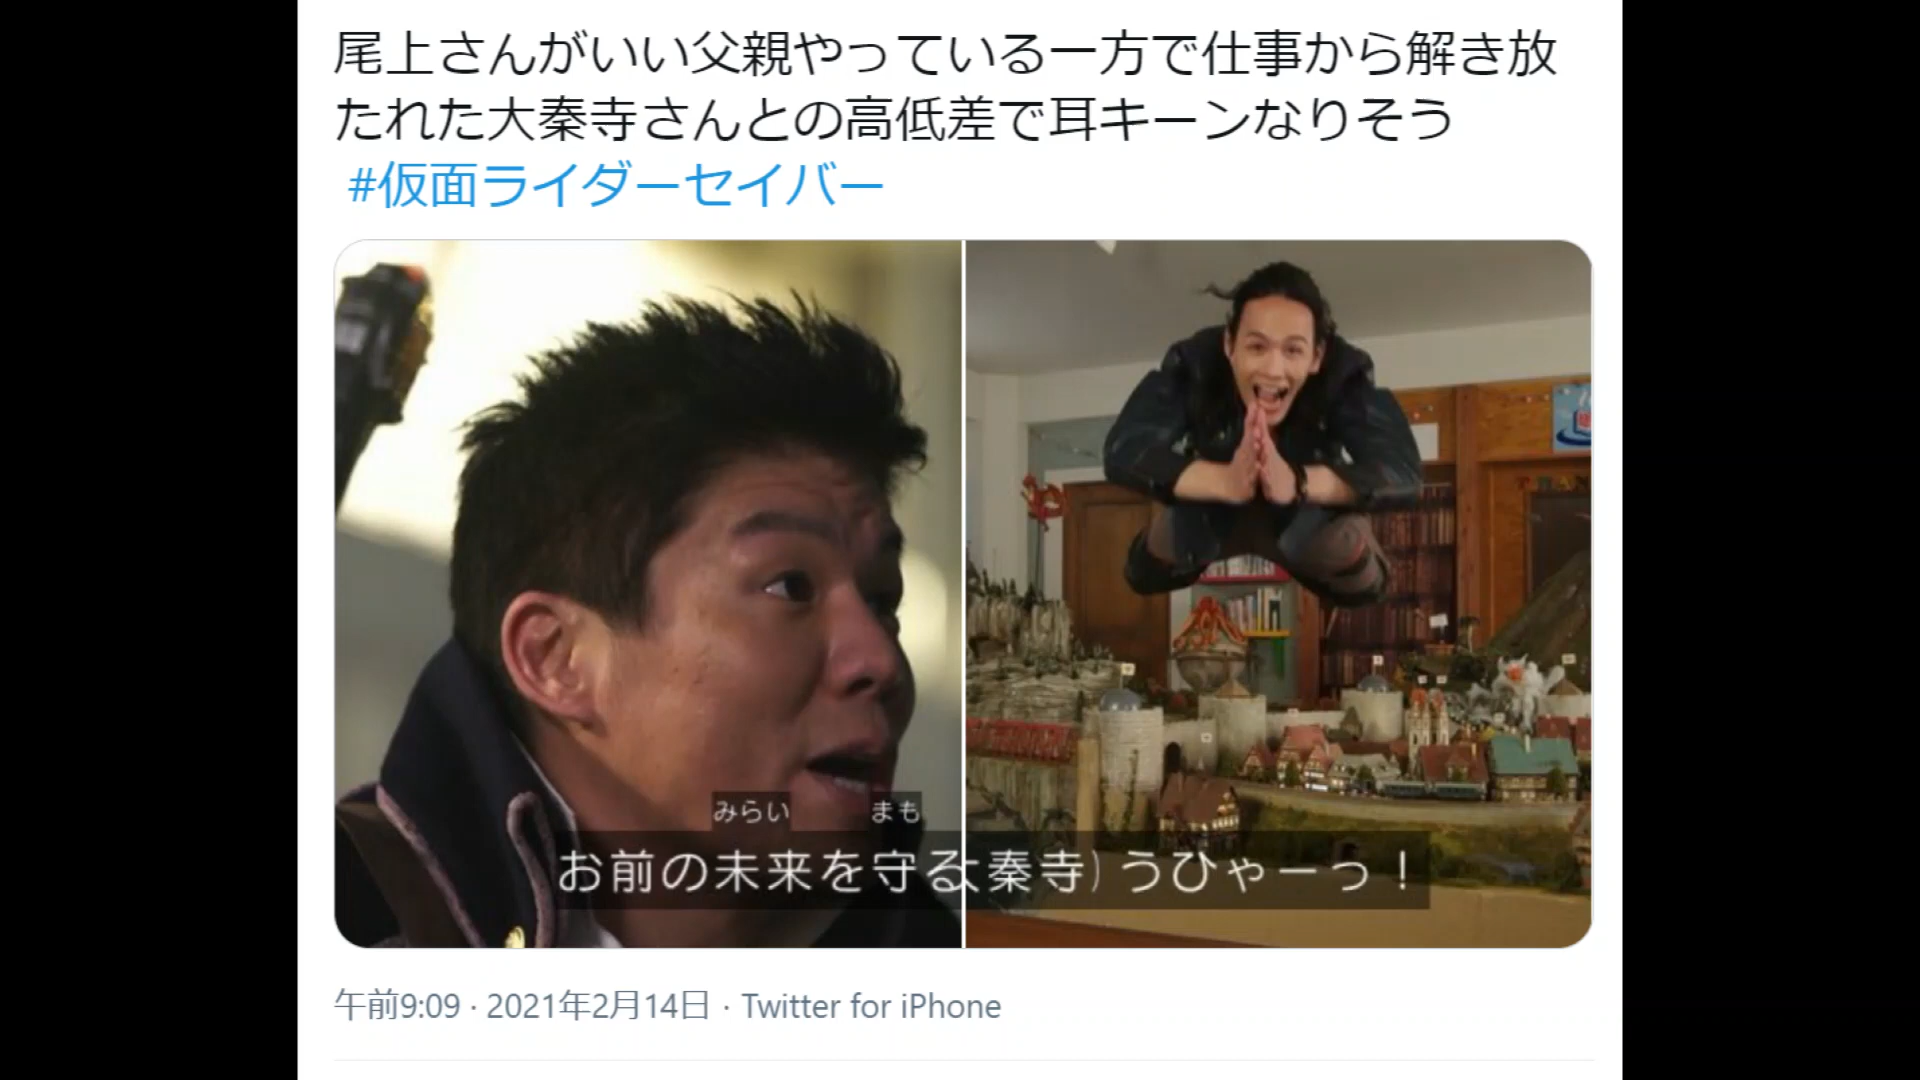 尾上さんがいい父親やっている一方で仕事から解き放
たれた大秦寺さんとの高低差で耳キーンなりそう
#仮面ライダーセイバー
みらい まも
お前の未来を守る
秦寺）うひゃーっ！
午前9:09 · 2021年2月14日 · Twitter for iPhone